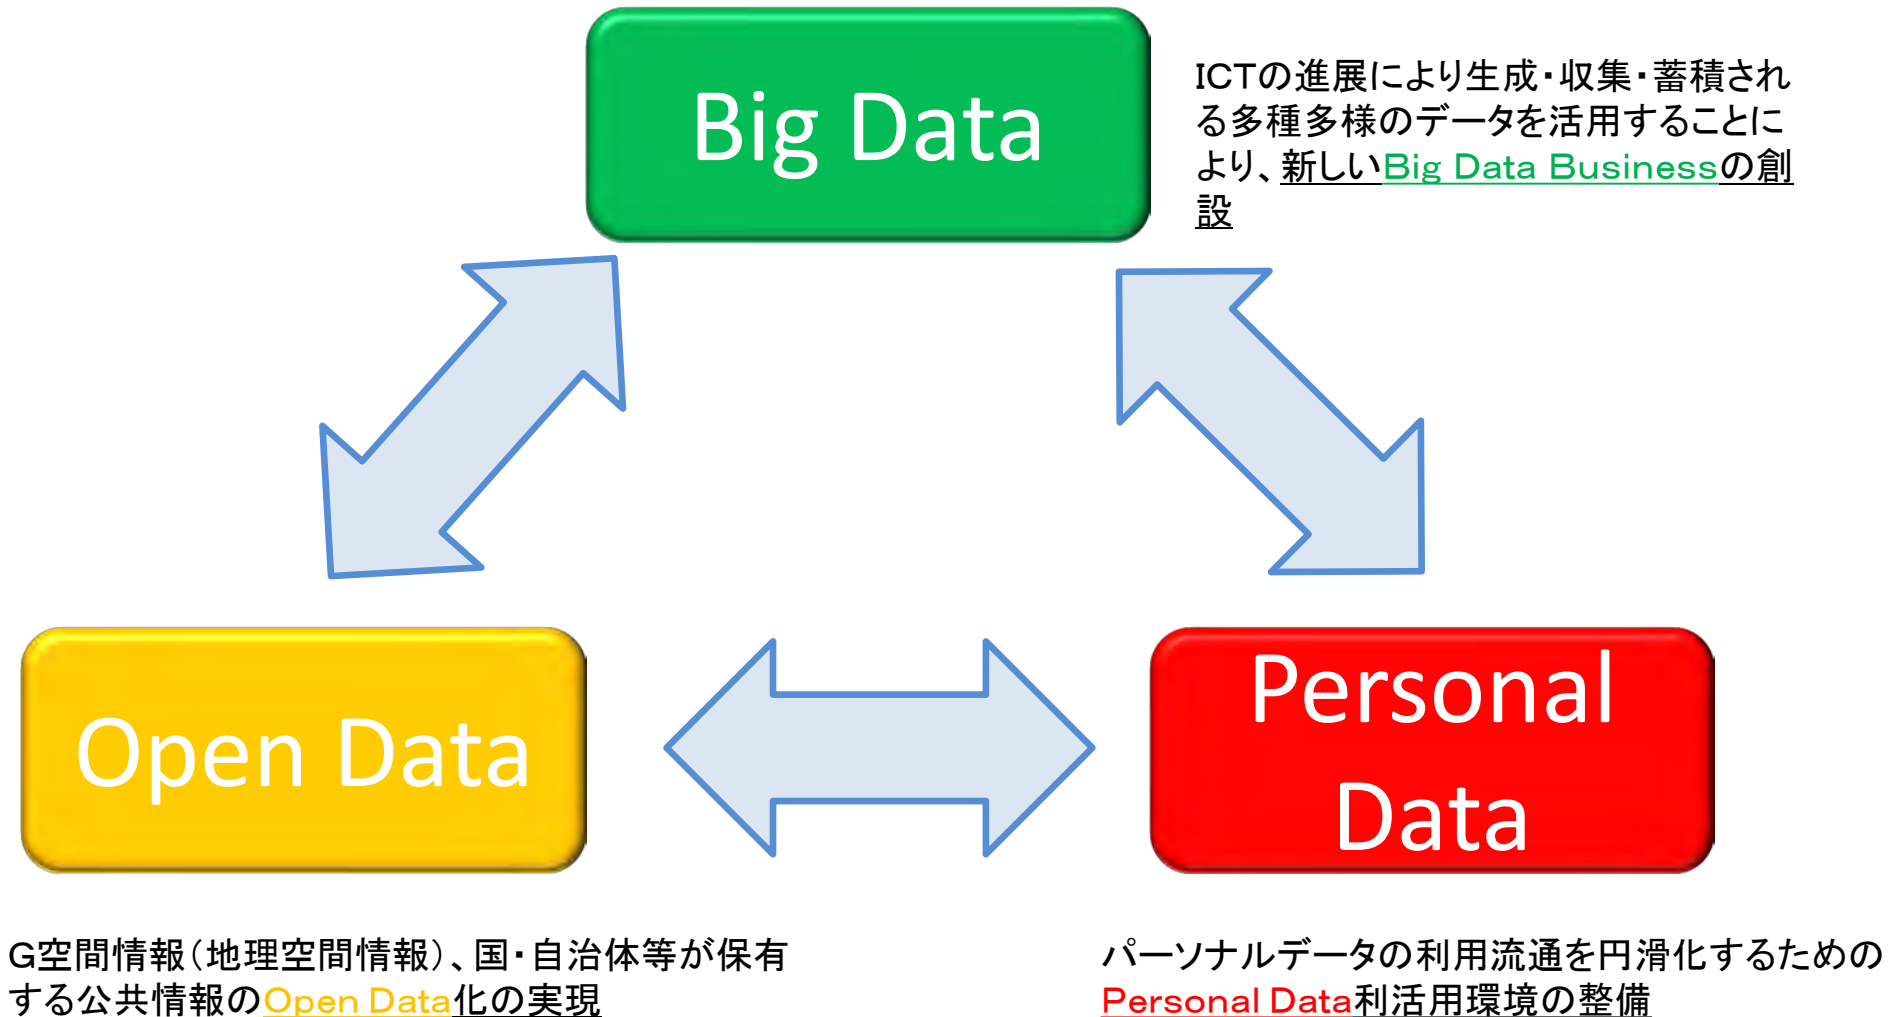 Big Data
ICTの進展により生成・収集・蓄積され
る多種多様のデータを活用することに
より、新しいBig Data Businessの創
設
Open Data
Personal
Data
G空間情報(地理空間情報)、国・自治体等が保有
する公共情報のOpen Data化の実現
パーソナルデータの利用流通を円滑化するための
Personal Data利活用環境の整備